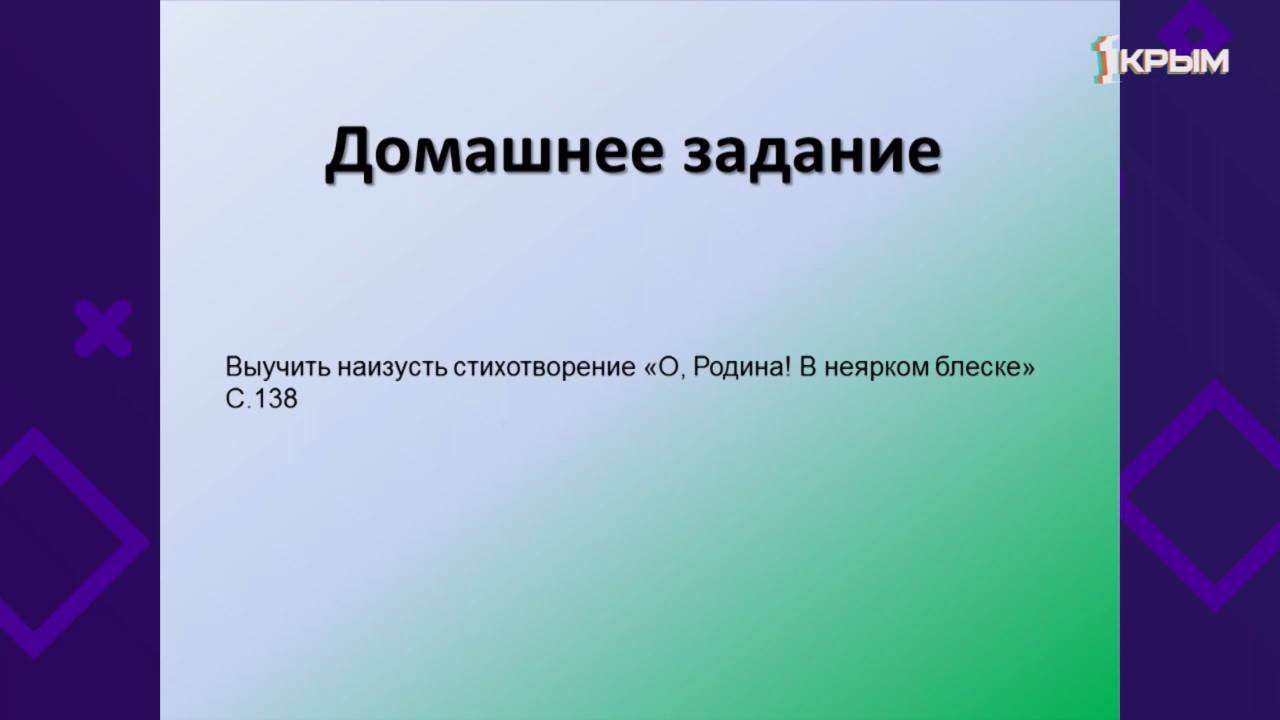 1КРЫМ
Домашнее задание
Выучить наизусть стихотворение «О, Родина! В неярком блеске»
С.138